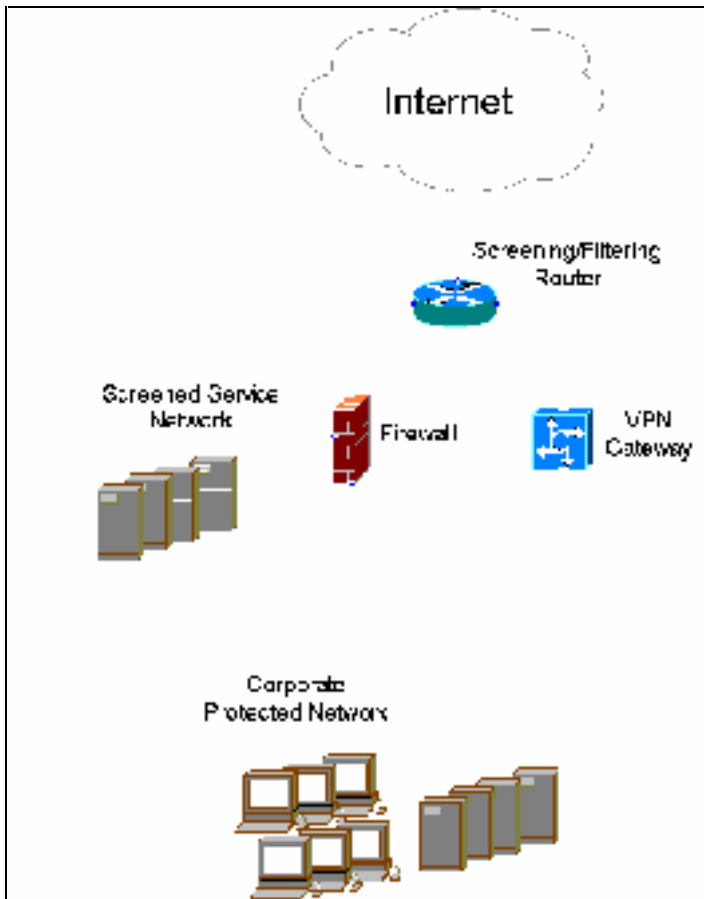 Internet
Screening/Filtering
Router
Screened Service
Network
Firewall
VPN
Gateway
Corporate
Protected Network